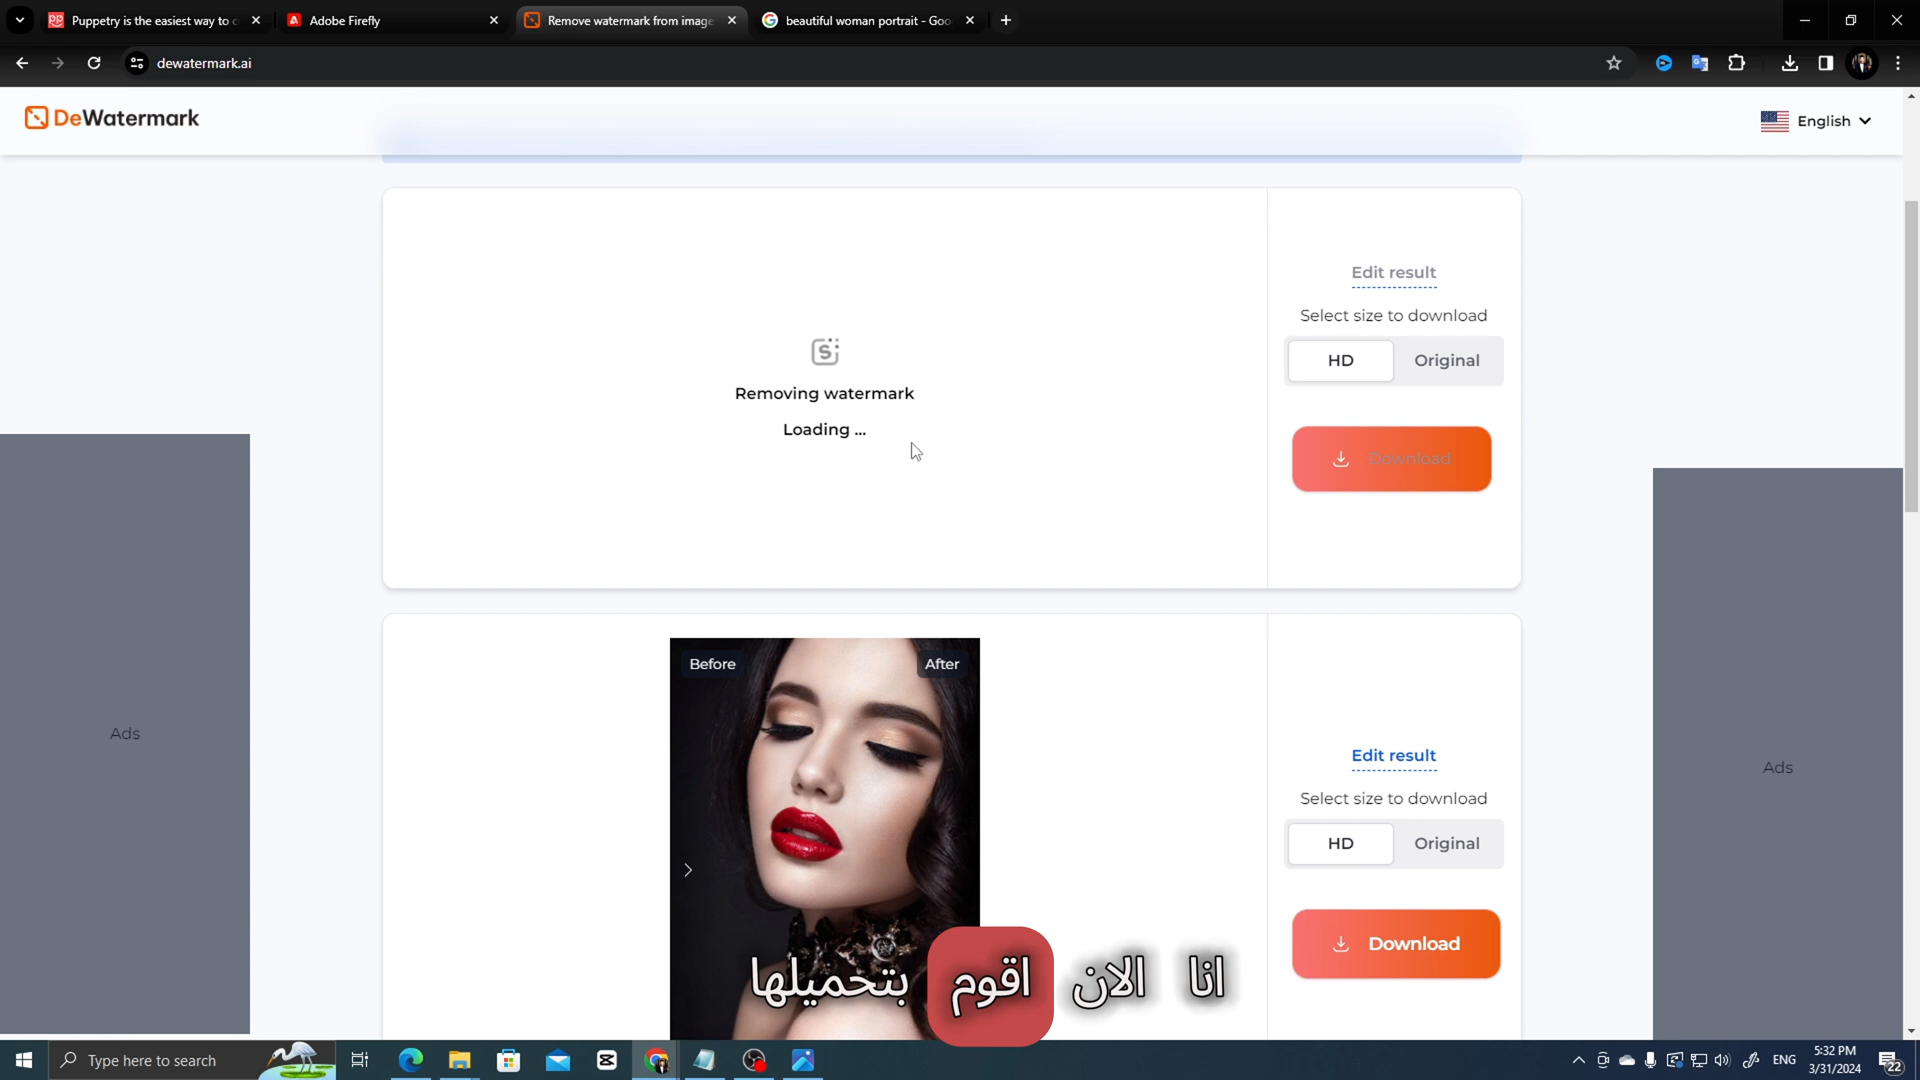 Puppetry is the easiest way to c
Adobe Firefly
Remove watermark from image
beautiful woman portrait - Goo
dewatermark.ai
DeWatermark
English
Removing watermark
Loading ...
Edit result
Select size to download
HD
Original
Download
Before
After
Edit result
Select size to download
HD
Original
Download
Ads
Ads
انا الان اقوم بتحميلها
Type here to search
ENG
5:32 PM
3/31/2024
22